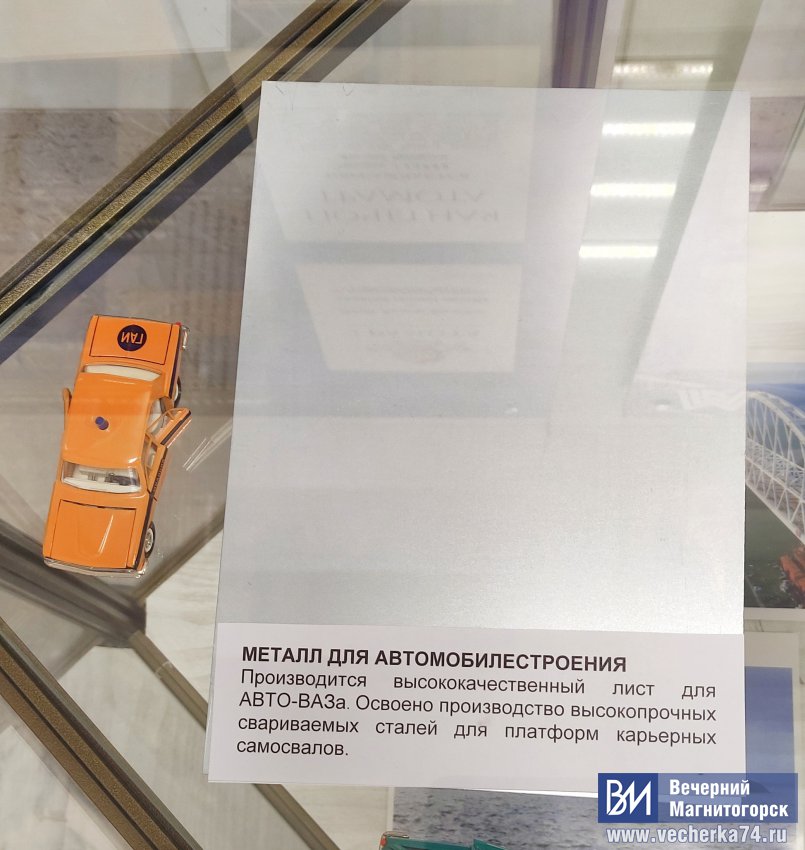 ГАИ
МЕТАЛЛ ДЛЯ АВТОМОБИЛЕСТРОЕНИЯ
Производится высококачественный лист для
АВТО-ВАЗа. Освоено производство высокопрочных
свариваемых сталей для платформ карьерных
самосвалов.
ВИ Вечерний
Магнитогорск
www.vecherka74.ru